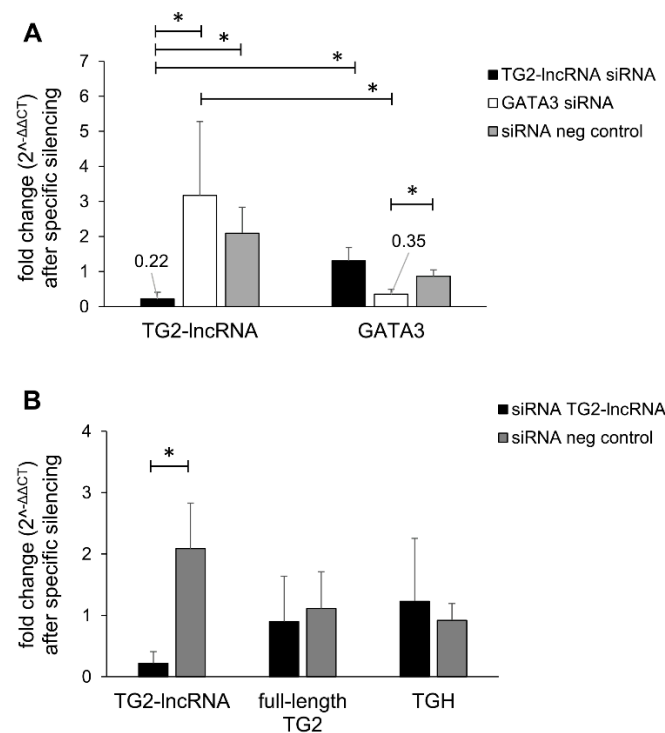 A
*
*
*
*
*
7
6
5
4
3
2
1
0
fold change (2^-ΔΔCT)
after specific silencing
0.22
0.35
TG2-lncRNA
GATA3
TG2-lncRNA siRNA
GATA3 siRNA
siRNA neg control
B
*
4
3
2
1
0
fold change (2^-ΔΔCT)
after specific silencing
TG2-lncRNA
full-length
TG2
TGH
siRNA TG2-lncRNA
siRNA neg control